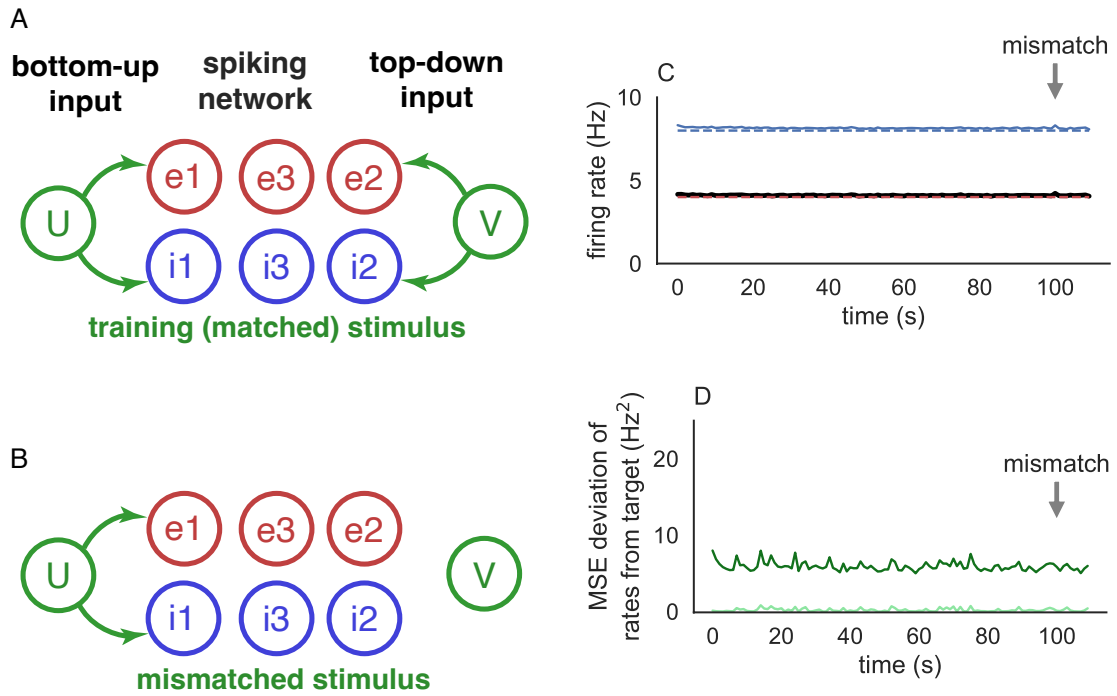 A
bottom-up input
spiking network
top-down input
U
e1
e3
e2
V
i1
i3
i2
training (matched) stimulus
B
U
e1
e3
e2
V
i1
i3
i2
mismatched stimulus
mismatch
C
firing rate (Hz)
10
5
0
0 20 40 60 80 100
time (s)
D
MSE deviation of
rates from target (Hz²)
mismatch
20
10
0
0 20 40 60 80 100
time (s)